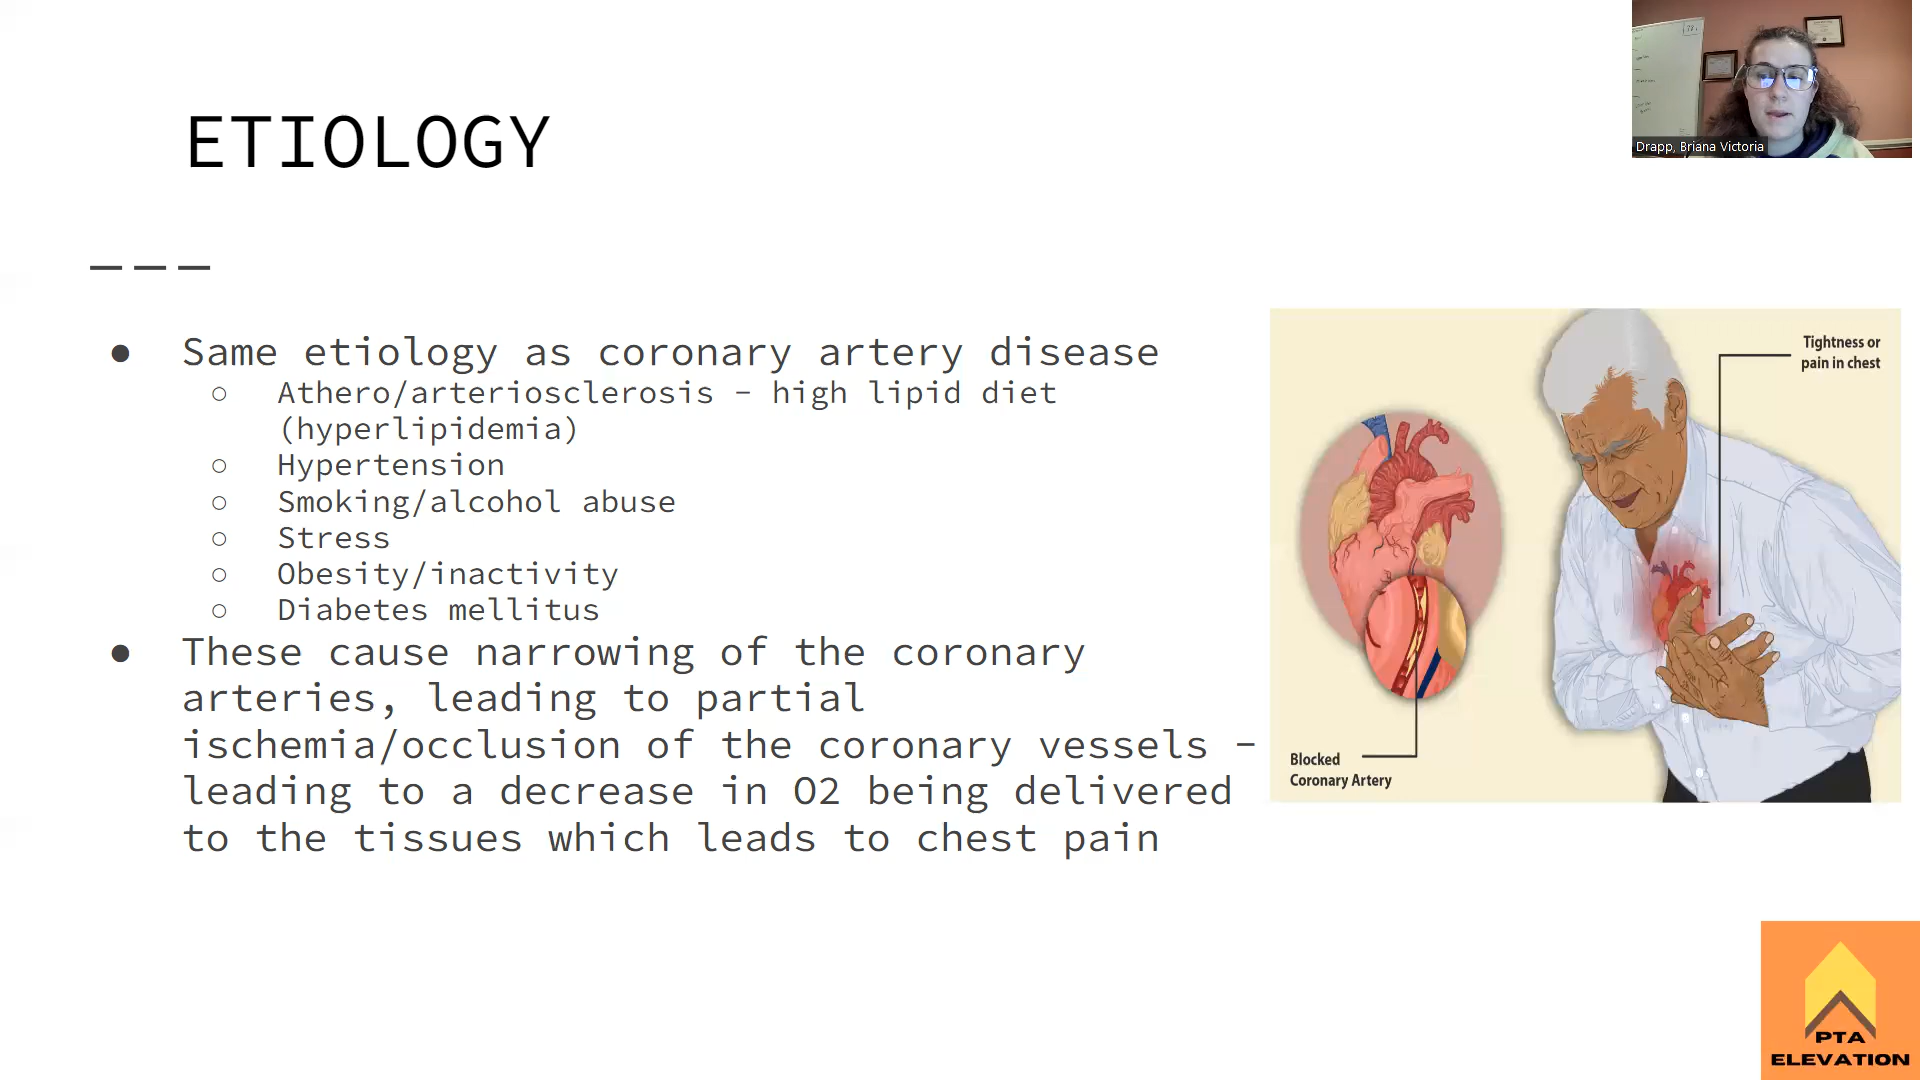 Drapp, Briana Victoria
ETIOLOGY
● Same etiology as coronary artery disease
○ Athero/arteriosclerosis – high lipid diet
(hyperlipidemia)
○ Hypertension
○ Smoking/alcohol abuse
○ Stress
○ Obesity/inactivity
○ Diabetes mellitus
● These cause narrowing of the coronary
arteries, leading to partial
ischemia/occlusion of the coronary vessels –
leading to a decrease in O2 being delivered
to the tissues which leads to chest pain
Tightness or
pain in chest
Blocked
Coronary Artery
PTA
ELEVATION